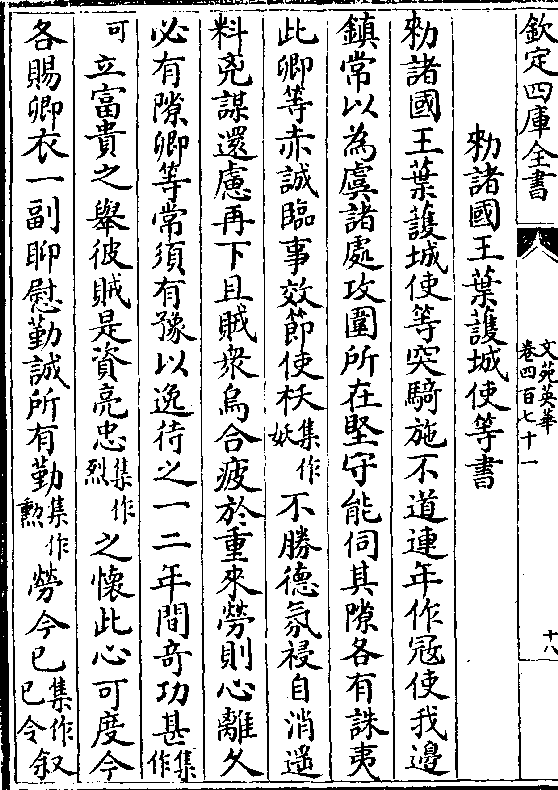 欽定四庫全書
文苑英華
卷四百七十一
十八
勑諸國王葉護城使等書
勑諸國王葉護城使等突騎施不道連年作冦使我邊
鎮常以為虞諸處攻圍所在堅守能伺其隙各有誅夷
此卿等赤誠臨事效節使枖集作妖不勝德氛祲自消遥
料兇謀還慮再下且賊衆烏合疲於重來勞則心離久
必有隙卿等常須有豫以逸待之一二年間竒功甚集作
可立富貴之舉彼賊是資亮忠集作烈之懐此心可度今
各賜卿衣一副聊慰勤誠所有勤集作勲勞今已集作已令叙